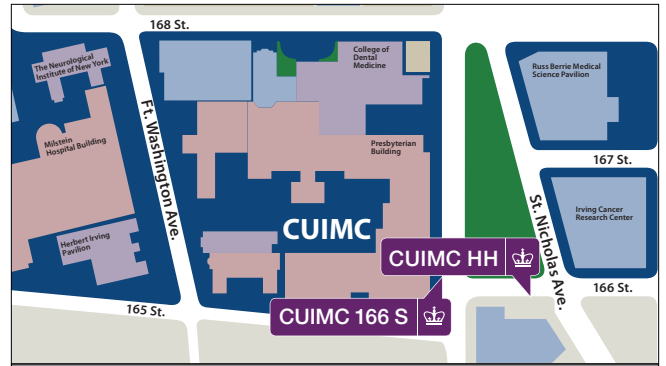 168 St.
The Neurological
Institute of New York
College of
Dental
Medicine
Russ Berrie Medical
Science Pavilion
Ft. Washington Ave.
Milstein
Hospital Building
Presbyterian
Building
167 St.
St. Nicholas Ave.
Irving Cancer
Research Center
CUIMC
Herbert Irving
Pavilion
CUIMC HH
166 St.
165 St.
CUIMC 166 S